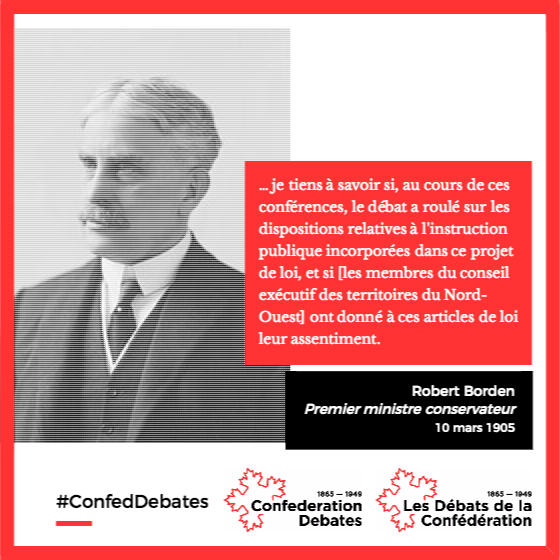 ... je tiens à savoir si, au cours de ces
conférences, le débat a roulé sur les
dispositions relatives à l'instruction
publique incorporées dans ce projet
de loi, et si [les membres du conseil
exécutif des territoires du Nord-
Ouest] ont donné à ces articles de loi
leur assentiment.
Robert Borden
Premier ministre conservateur
10 mars 1905
#ConfedDebates
1865 — 1949
Confederation
Debates
1865 — 1949
Les Débats de la
Confédération